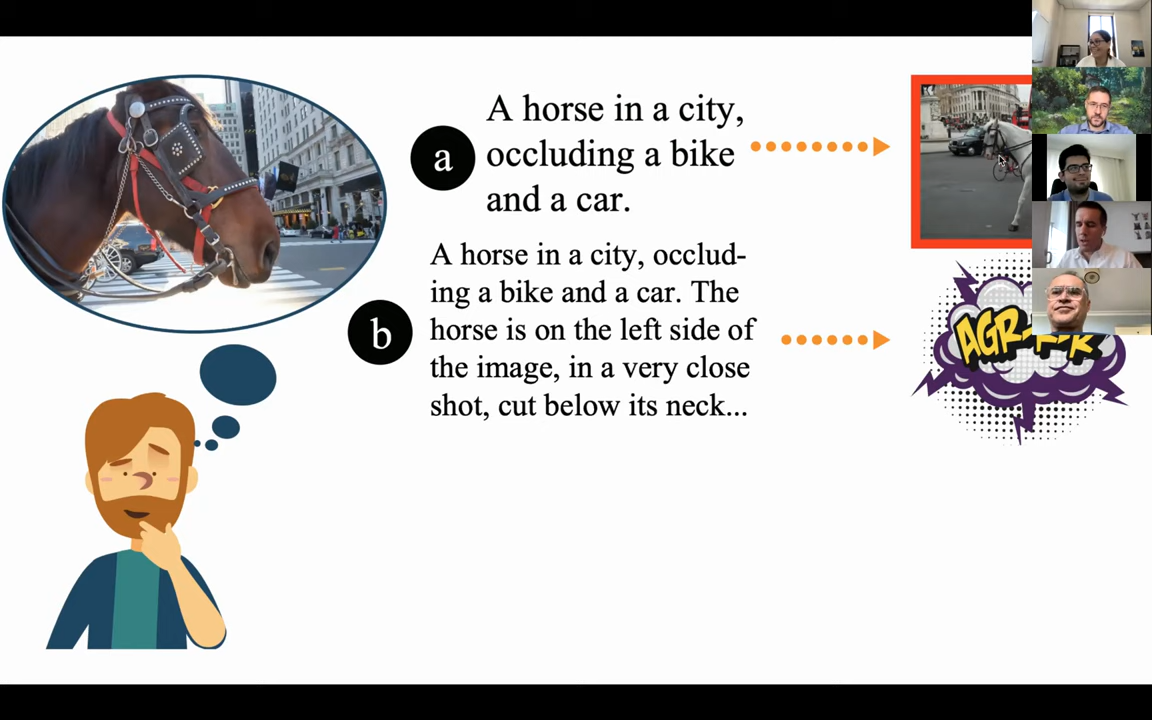 a
A horse in a city,
occluding a bike
and a car.
b
A horse in a city, occlud-
ing a bike and a car. The
horse is on the left side of
the image, in a very close
shot, cut below its neck...